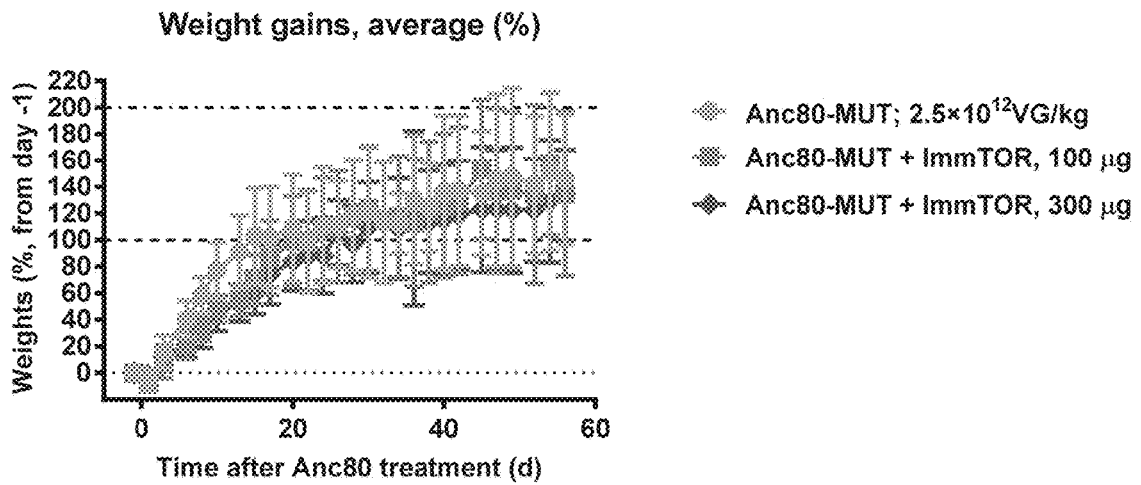 Weight gains, average (%)
Weights (%, from day -1)
220
200
180
160
140
120
100
80
60
40
20
0
0 20 40 60
Time after Anc80 treatment (d)
Anc80-MUT; 2.5×10¹²VG/kg
Anc80-MUT + ImmTOR, 100 µg
Anc80-MUT + ImmTOR, 300 µg